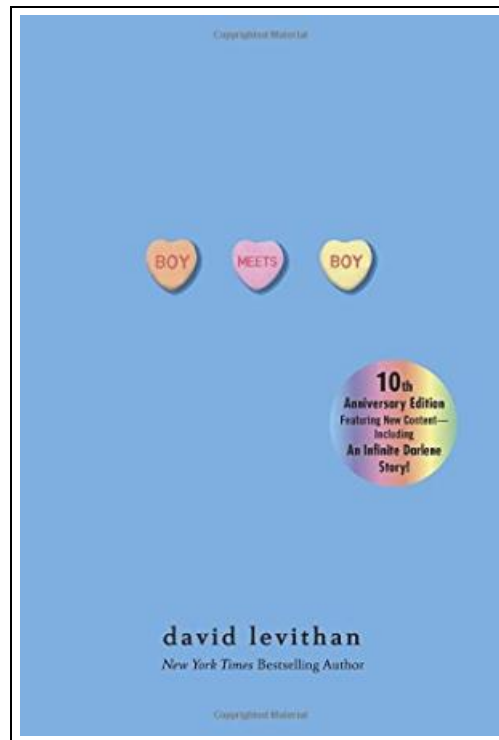 Copyrighted Material
BOY MEETS BOY
10th
Anniversary Edition
Featuring New Content—
Including
An Infinite Darlene
Story!
david levithan
New York Times Bestselling Author
Copyrighted Material